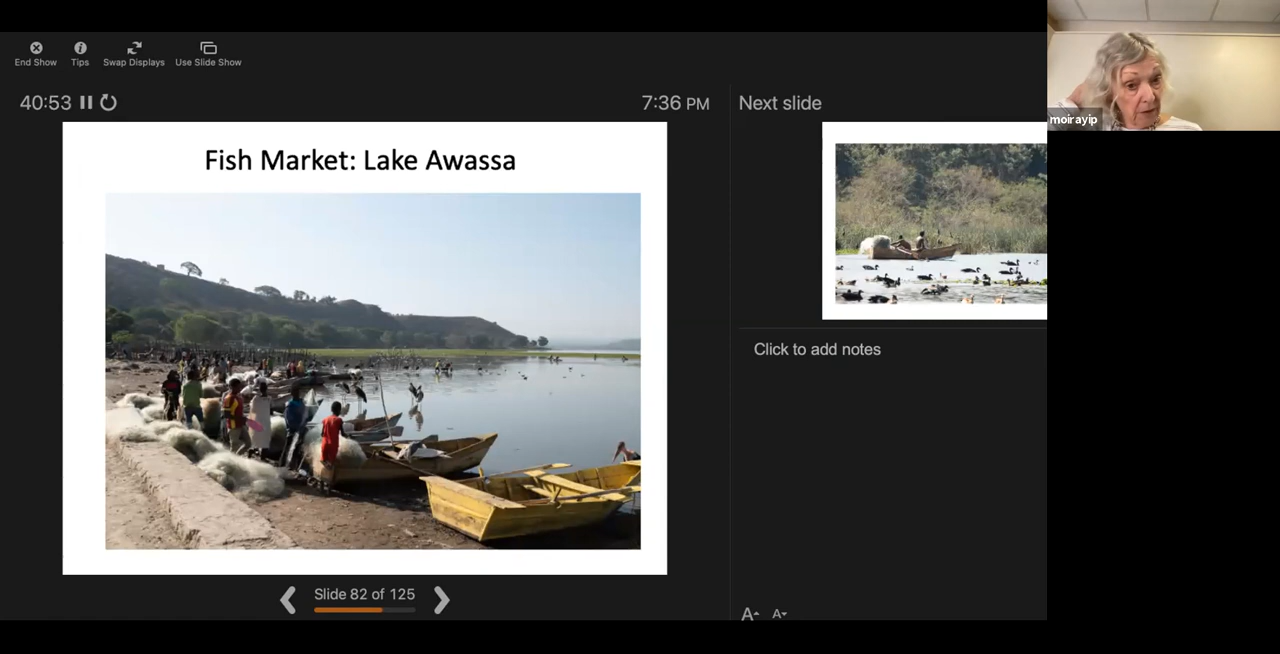 End Show
Tips
Swap Displays
Use Slide Show
40:53
7:36 PM
Next slide
moirayip
Fish Market: Lake Awassa
Click to add notes
Slide 82 of 125
A
A